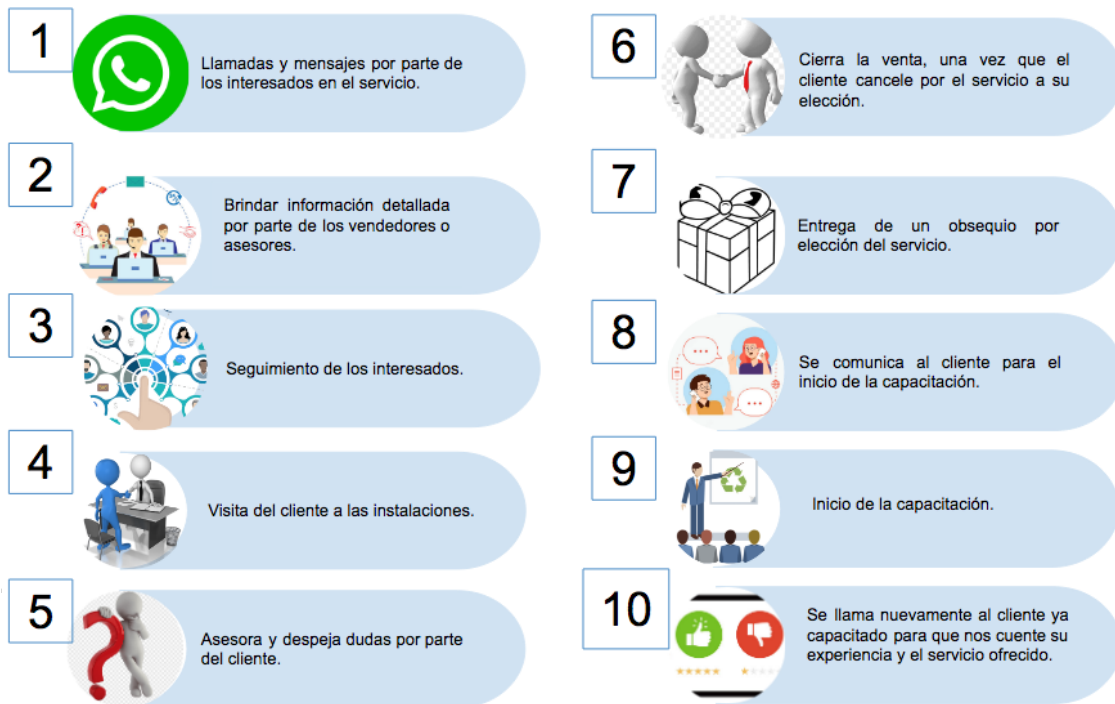 1
Llamadas y mensajes por parte de
los interesados en el servicio.
2
Brindar información detallada
por parte de los vendedores o
asesores.
3
Seguimiento de los interesados.
4
Visita del cliente a las instalaciones.
5
Asesora y despeja dudas por parte
del cliente.
6
Cierra la venta, una vez que el
cliente cancele por el servicio a su
elección.
7
Entrega de un obsequio por
elección del servicio.
8
Se comunica al cliente para el
inicio de la capacitación.
9
Inicio de la capacitación.
10
Se llama nuevamente al cliente ya
capacitado para que nos cuente su
experiencia y el servicio ofrecido.